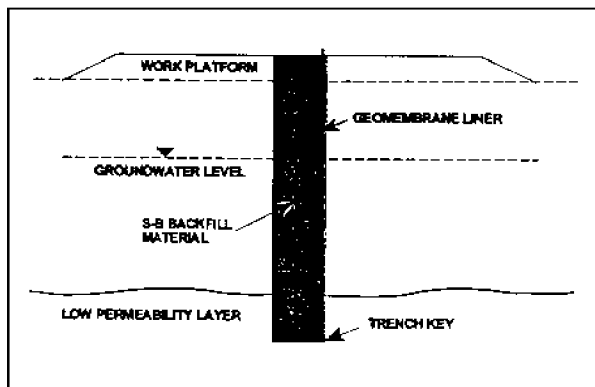 WORK PLATFORM
GEOMEMBRANE LINER
GROUNDWATER LEVEL
S-B BACKFILL
MATERIAL
LOW PERMEABILITY LAYER
TRENCH KEY